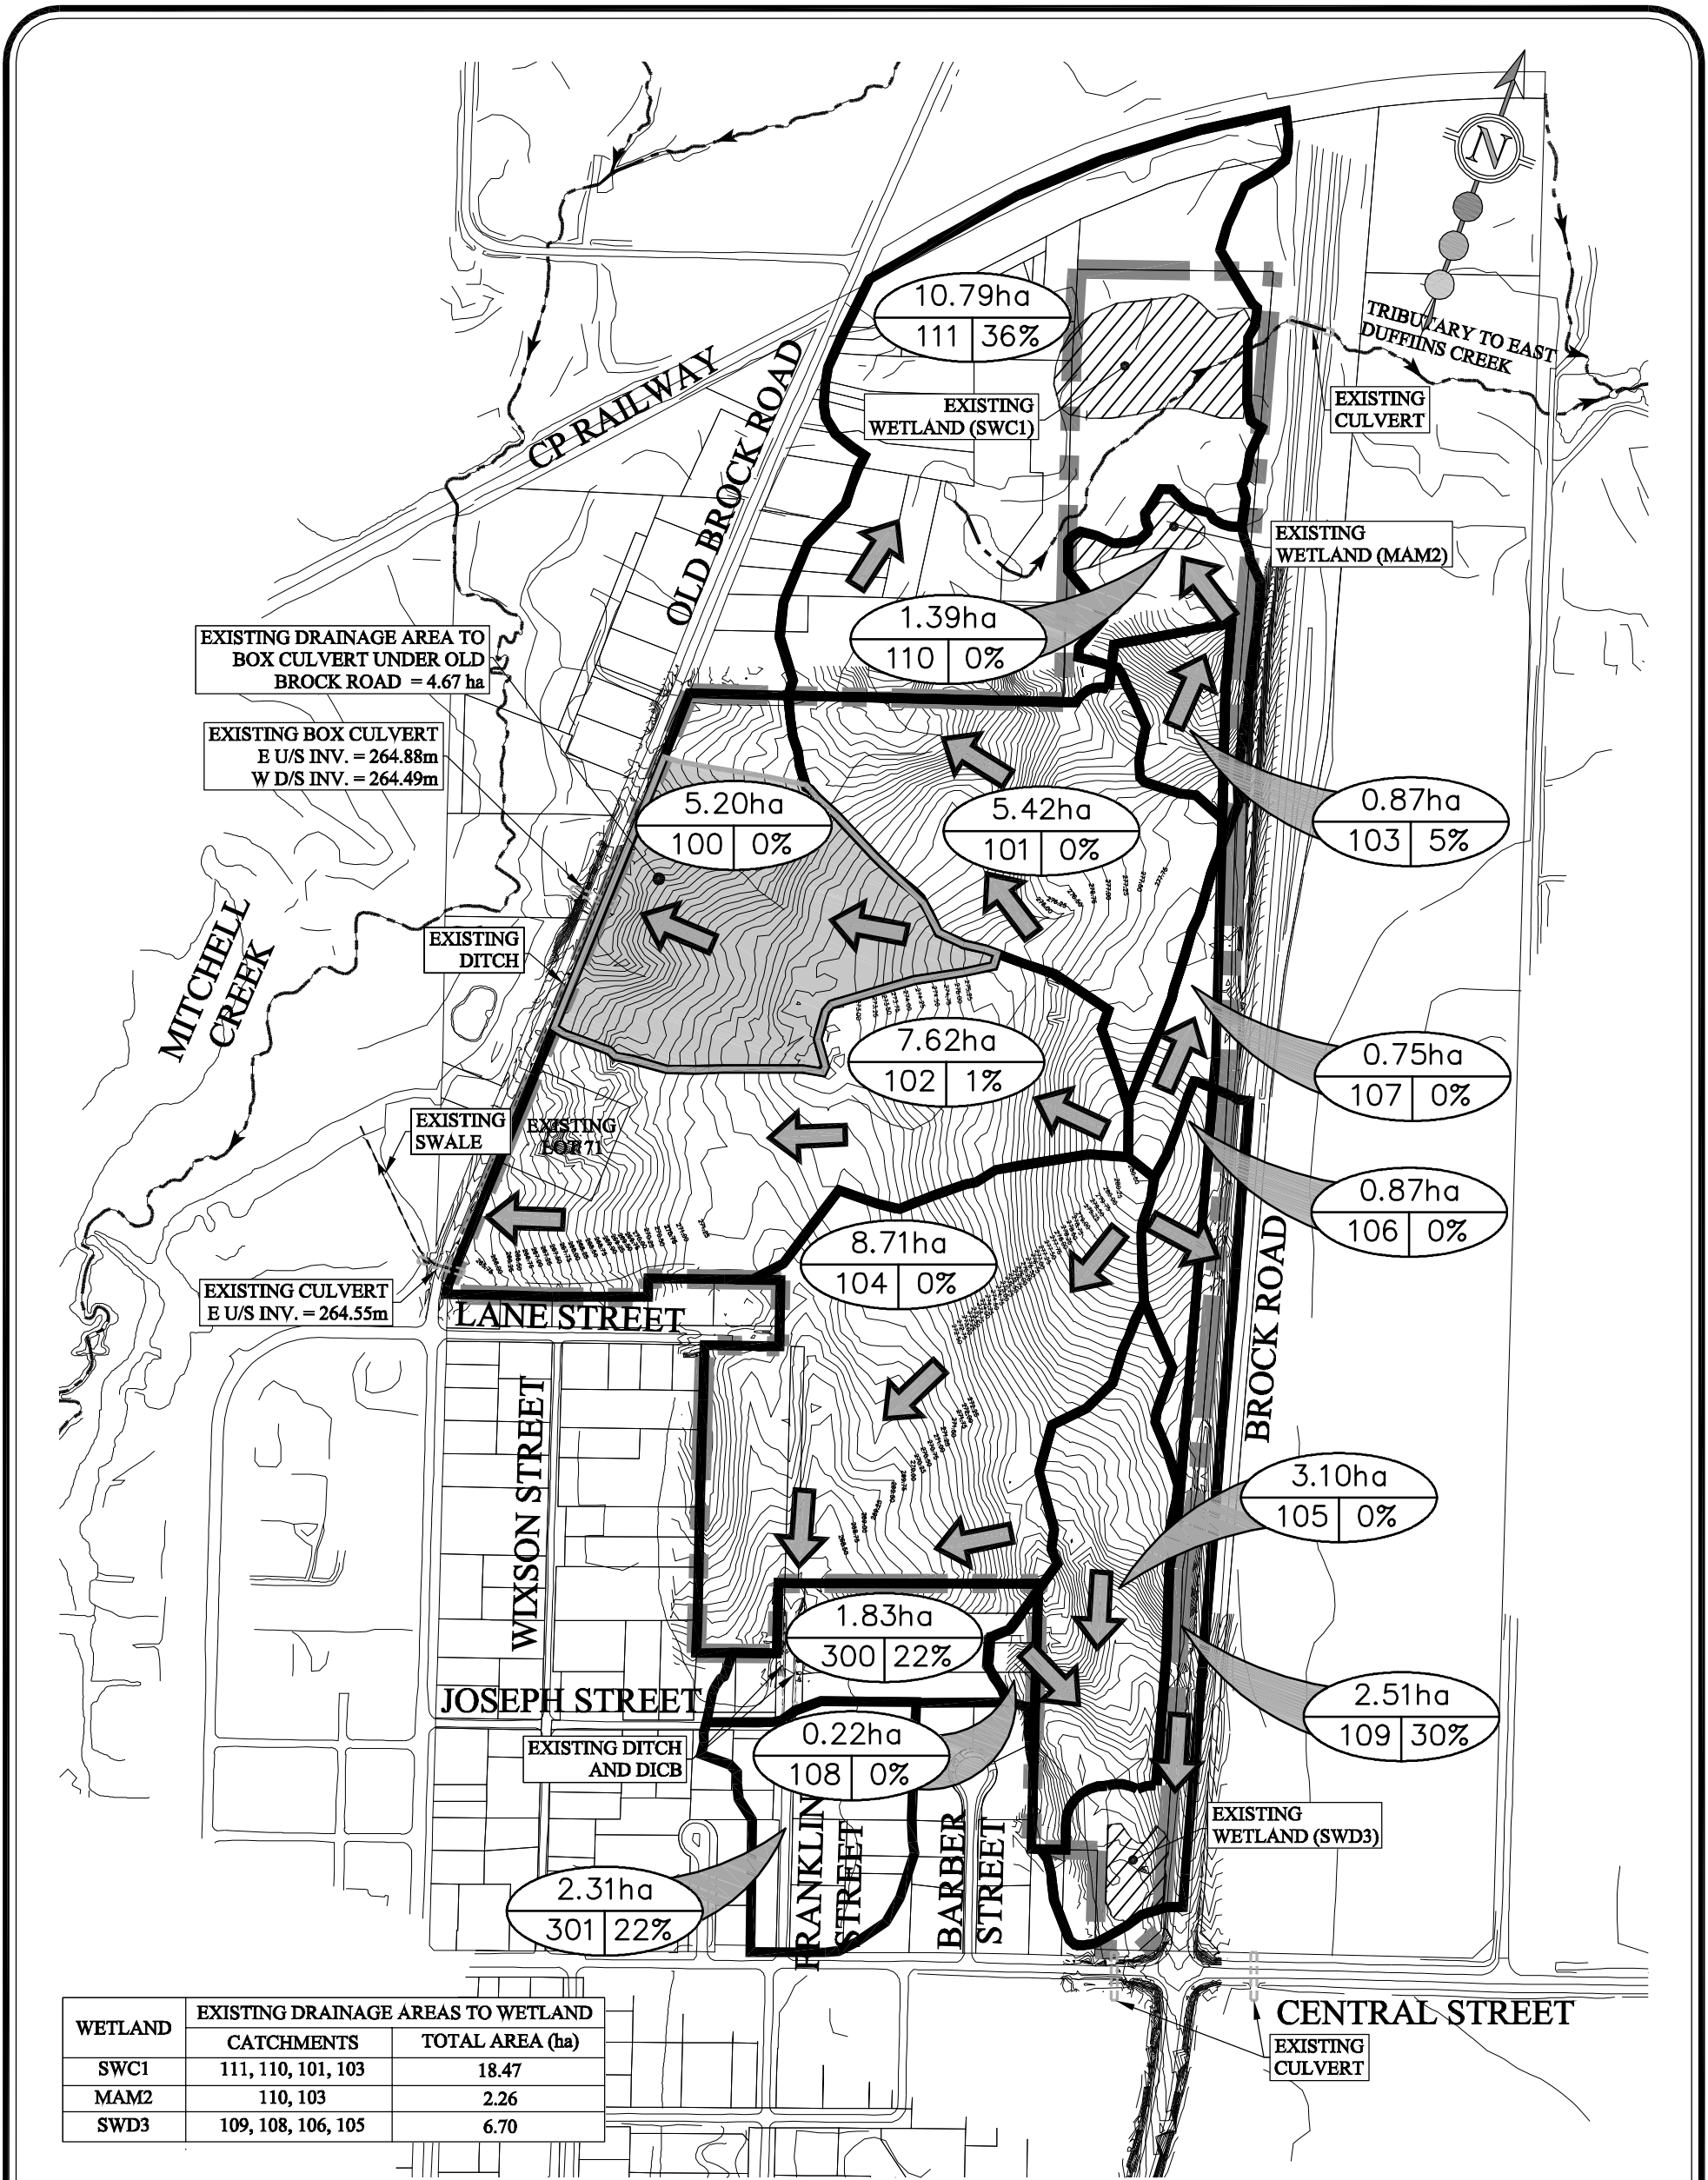 N
TRIBUTARY TO EAST
DUFFIINS CREEK
10.79ha
111 36%
EXISTING
WETLAND (SWC1)
EXISTING
CULVERT
CP RAILWAY
OLD BROCK ROAD
EXISTING
WETLAND (MAM2)
1.39ha
110 0%
EXISTING DRAINAGE AREA TO
BOX CULVERT UNDER OLD
BROCK ROAD = 4.67 ha
EXISTING BOX CULVERT
E U/S INV. = 264.88m
W D/S INV. = 264.49m
5.20ha
100 0%
5.42ha
101 0%
0.87ha
103 5%
EXISTING
DITCH
MITCHELL
CREEK
7.62ha
102 1%
0.75ha
107 0%
EXISTING
SWALE
EXISTING
LOT 71
0.87ha
106 0%
8.71ha
104 0%
EXISTING CULVERT
E U/S INV. = 264.55m
LANE STREET
BROCK ROAD
WIXSON STREET
3.10ha
105 0%
1.83ha
300 22%
JOSEPH STREET
2.51ha
109 30%
0.22ha
108 0%
EXISTING DITCH
AND DICB
EXISTING
WETLAND (SWD3)
FRANKLIN
STREET
BARBER
STREET
2.31ha
301 22%
CENTRAL STREET
EXISTING
CULVERT
WETLAND EXISTING DRAINAGE AREAS TO WETLAND
CATCHMENTS TOTAL AREA (ha)
SWC1 111, 110, 101, 103 18.47
MAM2 110, 103 2.26
SWD3 109, 108, 106, 105 6.70